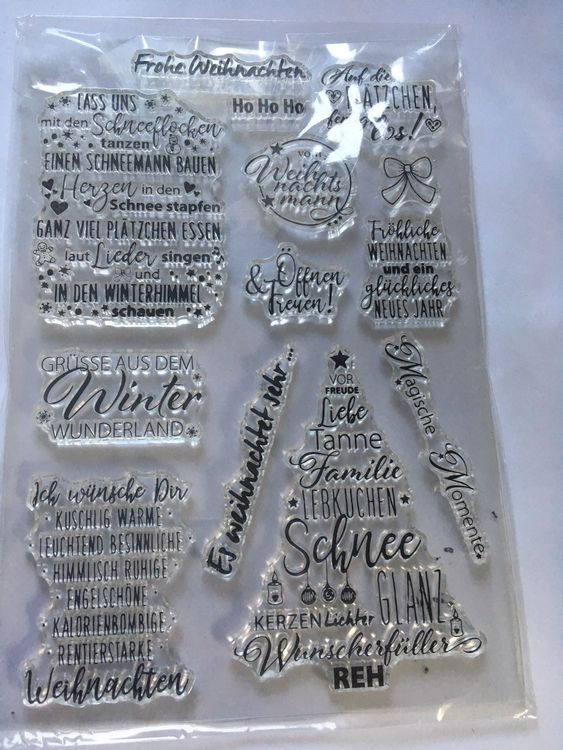 Frohe Weihnachten
Ho Ho Ho
Auf die
PLÄTZCHEN,
los!
LASS UNS
mit den Schneeflocken
tanzen
EINEN SCHNEEMANN BAUEN
Herzen in den
Schnee stapfen
GANZ VIEL PLÄTZCHEN ESSEN
laut Lieder singen
und
IN DEN WINTERHIMMEL
schauen
vom
Weih
nachts
mann
& Öffnen
freuen!
Fröhliche
WEIHNACHTEN
und ein
glückliches
NEUES JAHR
GRÜSSE AUS DEM
Winter
WUNDERLAND
Ich wünsche Dir
KUSCHLIG WARME
LEUCHTEND BESINNLICHE
HIMMLISCH RUHIGE
ENGELSCHÖNE
KALORIENBOMBIGE
RENTIERSTARKE
Weihnachten
Es weihnachtet sehr ...
VOR
FREUDE
Liebe
Tanne
Familie
LEBKUCHEN
Schnee
GLANZ
KERZEN Lichter
Wunscherfüller
REH
Magische Momente